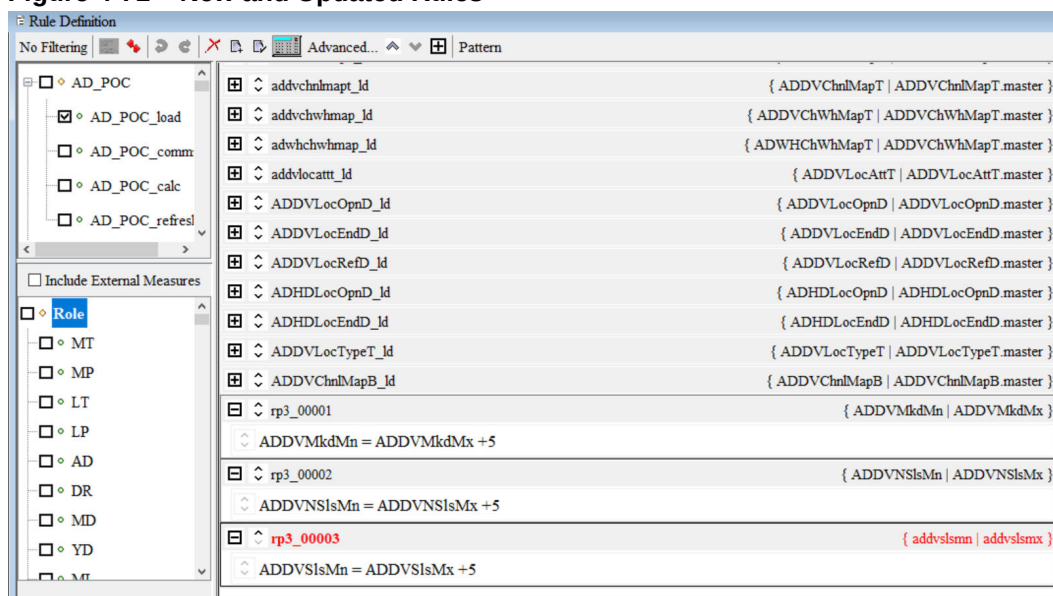 Rule Definition
No Filtering Advanced... Pattern
AD_POC
AD_POC_load
AD_POC_comm
AD_POC_calc
AD_POC_refresl
Include External Measures
Role
MT
MP
LT
LP
AD
DR
MD
YD
addvchnlmapt_ld { ADDVChnlMapT | ADDVChnlMapT.master }
addvchwhmap_ld { ADDVChWhMapT | ADDVChWhMapT.master }
adwhchwhmap_ld { ADWHChWhMapT | ADDVChWhMapT.master }
addvlocattt_ld { ADDVLocAttT | ADDVLocAttT.master }
ADDVLocOpnD_ld { ADDVLocOpnD | ADDVLocOpnD.master }
ADDVLocEndD_ld { ADDVLocEndD | ADDVLocEndD.master }
ADDVLocRefD_ld { ADDVLocRefD | ADDVLocRefD.master }
ADHDLocOpnD_ld { ADHDLocOpnD | ADHDLocOpnD.master }
ADHDLocEndD_ld { ADHDLocEndD | ADHDLocEndD.master }
ADDVLocTypeT_ld { ADDVLocTypeT | ADDVLocTypeT.master }
ADDVChnlMapB_ld { ADDVChnlMapB | ADDVChnlMapB.master }
rp3_00001 { ADDVMkdMn | ADDVMkdMx }
ADDVMkdMn = ADDVMkdMx +5
rp3_00002 { ADDVNSlsMn | ADDVNSlsMx }
ADDVNSlsMn = ADDVNSlsMx +5
rp3_00003 { addvslsmn | addvslsmx }
ADDVSlsMn = ADDVSlsMx +5